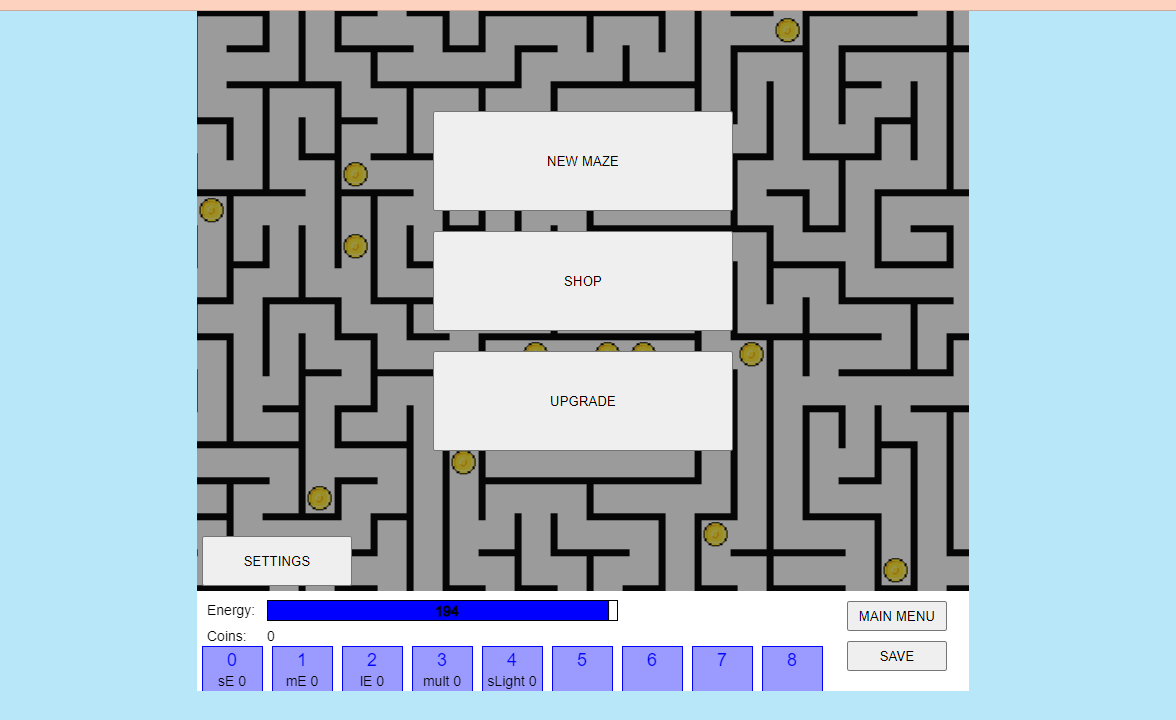 NEW MAZE
SHOP
UPGRADE
SETTINGS
Energy: 194
MAIN MENU
Coins: 0
SAVE
0 1 2 3 4 5 6 7 8
sE 0 mE 0 lE 0 mult 0 sLight 0